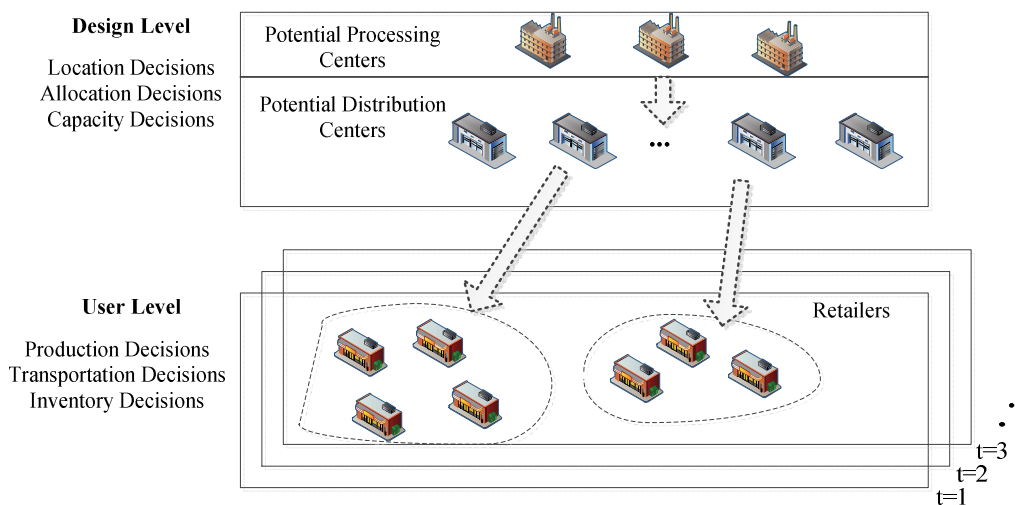 Design Level
Location Decisions
Allocation Decisions
Capacity Decisions
Potential Processing
Centers
Potential Distribution
Centers
...
User Level
Production Decisions
Transportation Decisions
Inventory Decisions
Retailers
t=3
t=2
t=1